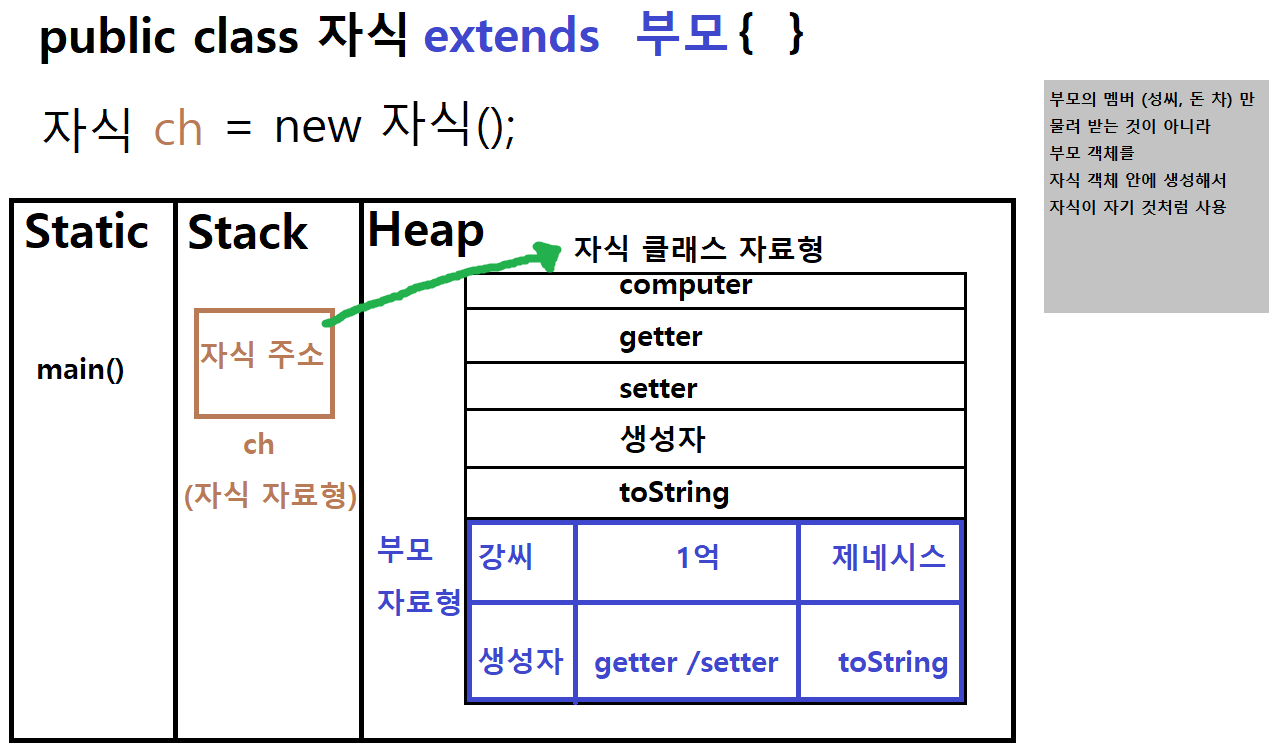 public class 자식 extends 부모 { }
자식 ch = new 자식();
부모의 멤버 (성씨, 돈 차) 만
물려 받는 것이 아니라
부모 객체를
자식 객체 안에 생성해서
자식이 자기 것처럼 사용
Static
Stack
Heap
자식 클래스 자료형
main()
자식 주소
ch
(자식 자료형)
computer
getter
setter
생성자
toString
부모
자료형
강씨
1억
제네시스
생성자
getter /setter
toString